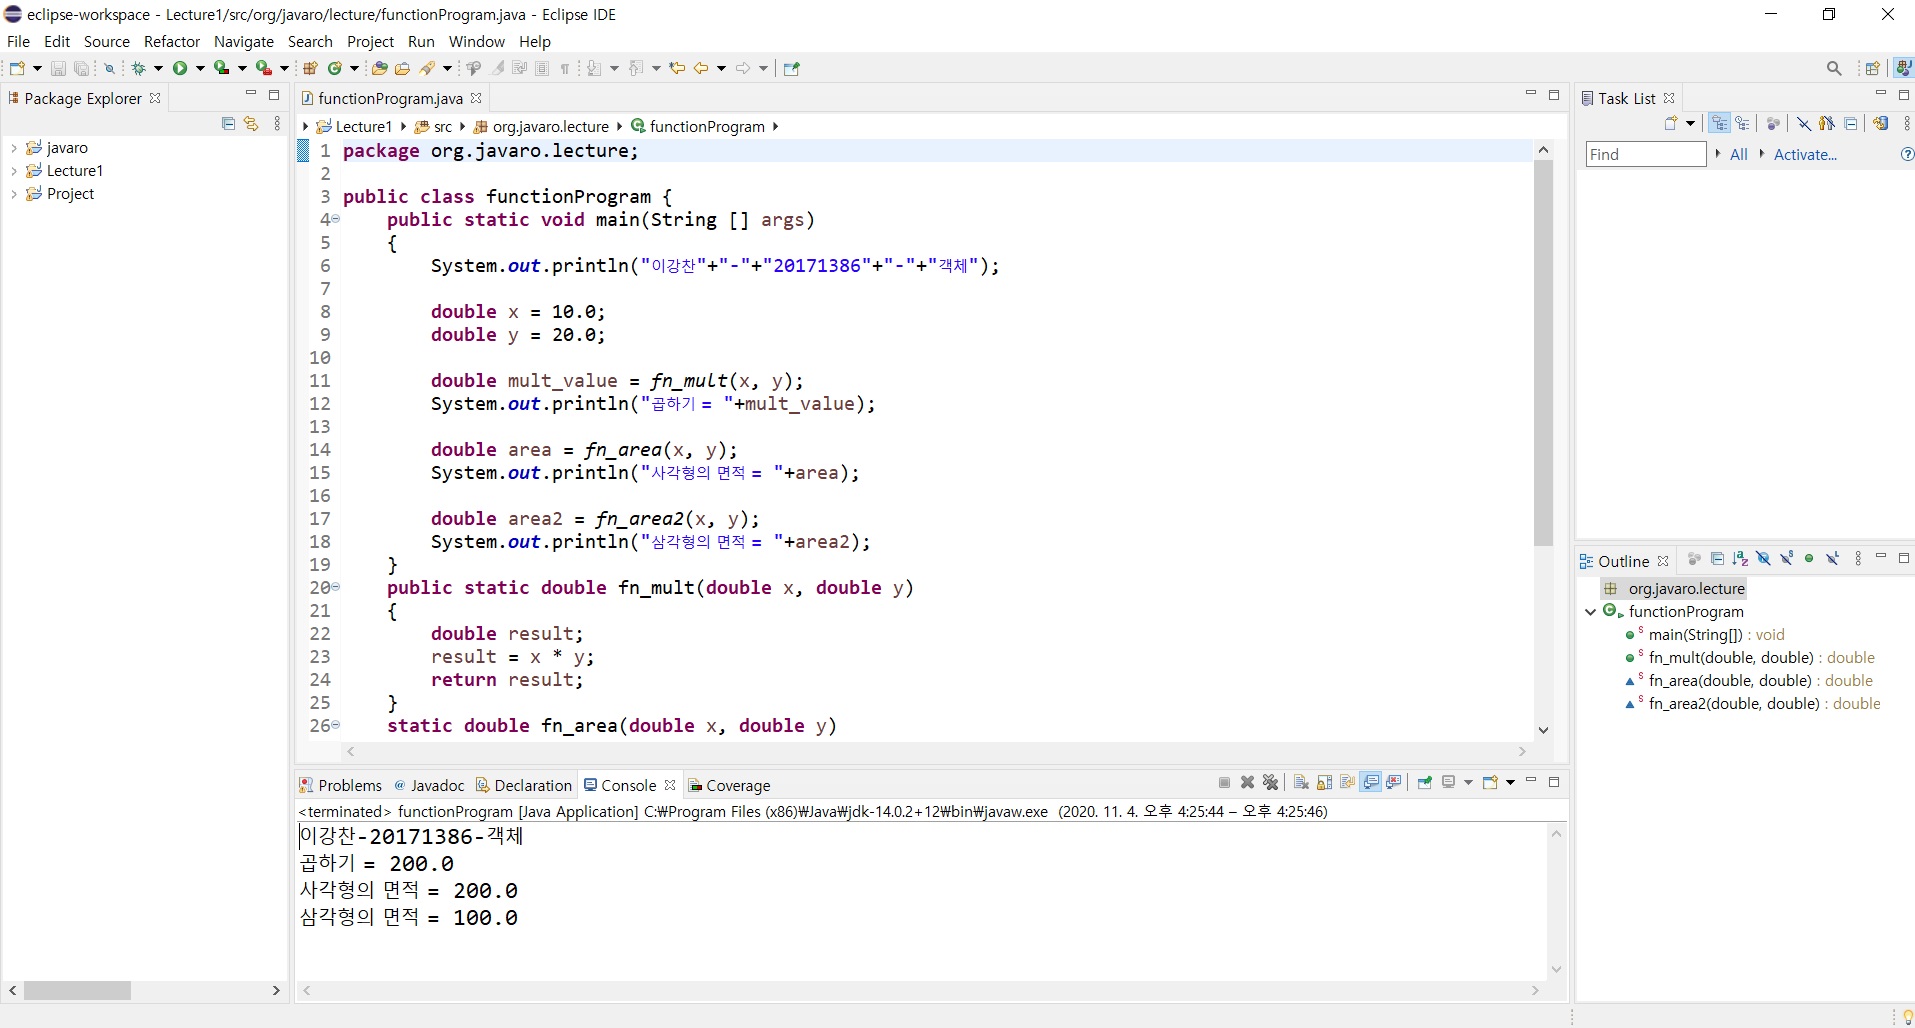 eclipse-workspace - Lecture1/src/org/javaro/lecture/functionProgram.java - Eclipse IDE
File Edit Source Refactor Navigate Search Project Run Window Help
Package Explorer
javaro
Lecture1
Project
functionProgram.java
Lecture1 src org.javaro.lecture functionProgram
1 package org.javaro.lecture;
2
3 public class functionProgram {
4 public static void main(String [] args)
5 {
6 System.out.println("이강찬"+"-"+"20171386"+"-"+"객체");
7
8 double x = 10.0;
9 double y = 20.0;
10
11 double mult_value = fn_mult(x, y);
12 System.out.println("곱하기 = "+mult_value);
13
14 double area = fn_area(x, y);
15 System.out.println("사각형의 면적 = "+area);
16
17 double area2 = fn_area2(x, y);
18 System.out.println("삼각형의 면적 = "+area2);
19 }
20 public static double fn_mult(double x, double y)
21 {
22 double result;
23 result = x * y;
24 return result;
25 }
26 static double fn_area(double x, double y)
Problems Javadoc Declaration Console Coverage
<terminated> functionProgram [Java Application] C:₩Program Files (x86)₩Java₩jdk-14.0.2+12₩bin₩javaw.exe (2020. 11. 4. 오후 4:25:44 – 오후 4:25:46)
이강찬-20171386-객체
곱하기 = 200.0
사각형의 면적 = 200.0
삼각형의 면적 = 100.0
Task List
Find All Activate...
Outline
org.javaro.lecture
functionProgram
main(String[]) : void
fn_mult(double, double) : double
fn_area(double, double) : double
fn_area2(double, double) : double